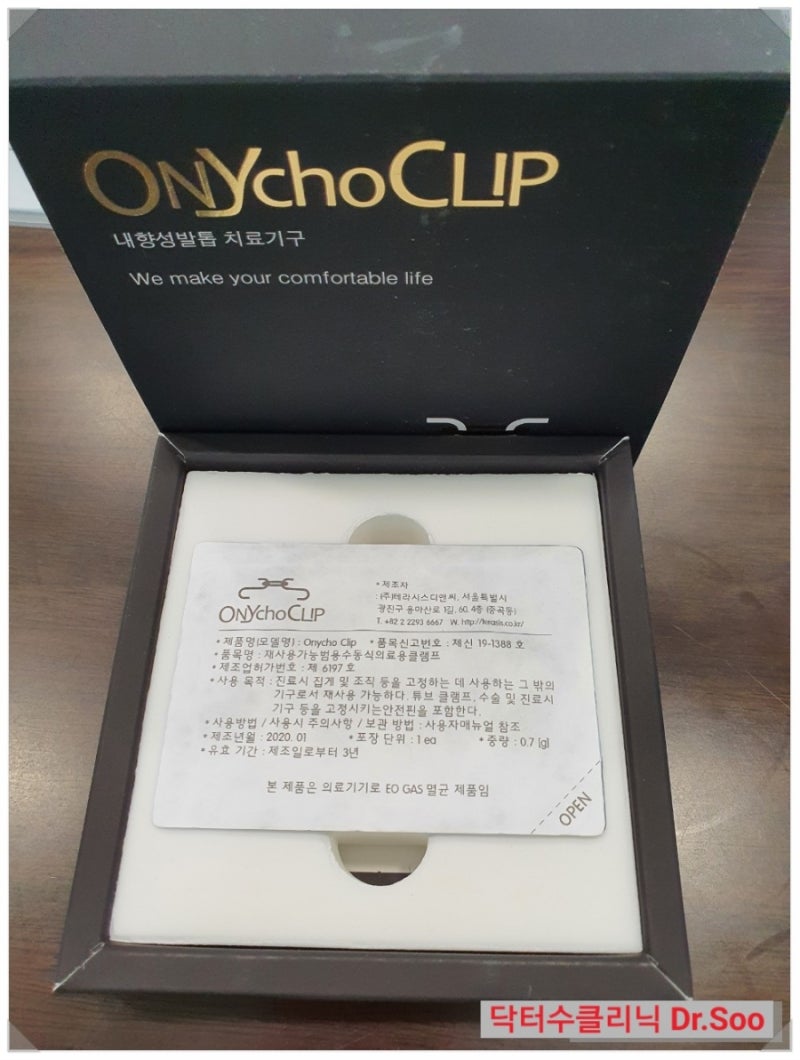 ONYchoCLIP
내향성발톱 치료기구
We make your comfortable life
ONYchoCLIP
• 제조자
: (주)테라시스디앤씨, 서울특별시
광진구 용마산로 1길, 60, 4층 (중곡동)
T. +82 2 2293 6667 W. http://kerasis.co.kr/
• 제품명(모델명) : Onycho Clip • 품목신고번호 : 제신 19-1388 호
• 품목명 : 재사용가능범용수동식의료용클램프
• 제조업허가번호 : 제 6197 호
• 사용 목적 : 진료시 집게 및 조직 등을 고정하는 데 사용하는 그 밖의
기구로서 재사용 가능하다. 튜브 클램프, 수술 및 진료시
기구 등을 고정시키는안전핀을 포함한다.
• 사용방법 / 사용시 주의사항 / 보관 방법 : 사용자매뉴얼 참조
• 제조년월 : 2020. 01 • 포장 단위 : 1 ea • 중량 : 0.7 [g]
• 유효 기간 : 제조일로부터 3년
본 제품은 의료기기로 EO GAS 멸균 제품임
OPEN
닥터수클리닉 Dr.Soo